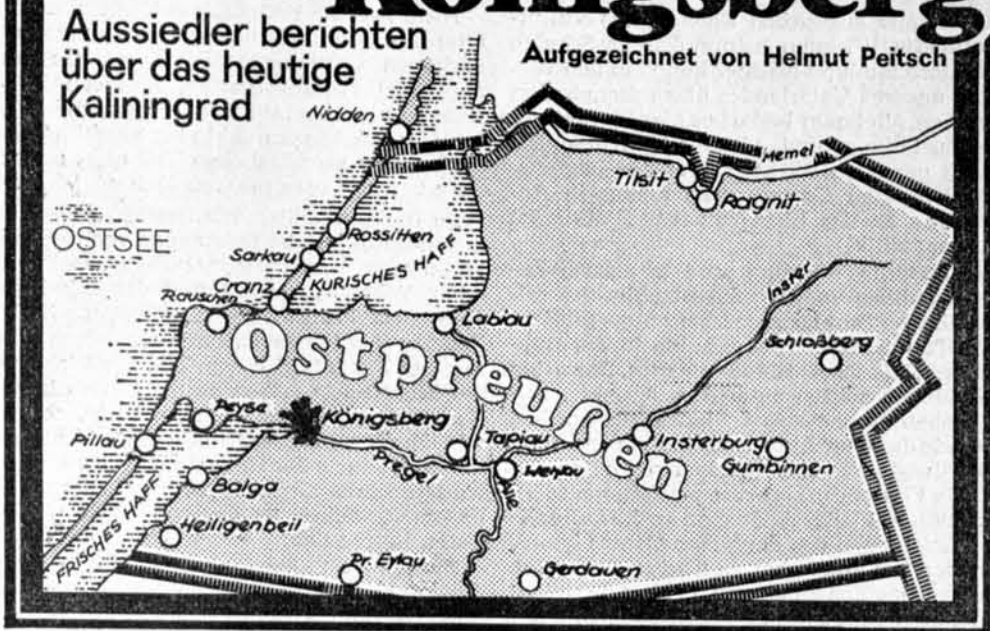 Königsberg
Aussiedler berichten
über das heutige
Kaliningrad
Aufgezeichnet von Helmut Peitsch
Nidden
Memel
Tilsit
Ragnit
OSTSEE
Rossitten
Sarkau
KURISCHES HAFF
Cranz
Rauschen
Inster
Labiau
Schloßberg
Ostpreußen
Peyse
Königsberg
Pillau
Tapiau
Insterburg
Pregel
Wehlau
Gumbinnen
Balga
FRISCHES HAFF
Heiligenbeil
Pr. Eylau
Gerdauen